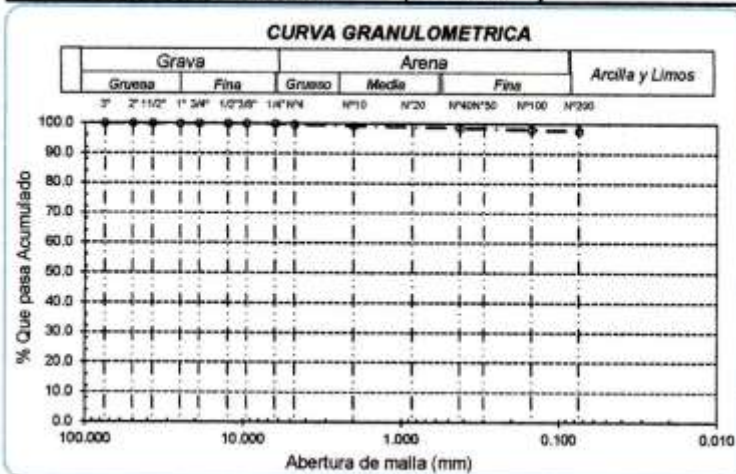 CURVA GRANULOMETRICA
Grava Arena Arcilla y Limos
Gruesa Fina Grueso Media Fina
3" 2" 11/2" 1" 3/4" 1/2"3/8" 1/4" Nº4 Nº10 Nº20 Nº40Nº50 Nº100 Nº200
100.0
90.0
80.0
70.0
60.0
50.0
40.0
30.0
20.0
10.0
0.0
% Que pasa Acumulado
100.000 10.000 1.000 0.100 0.010
Abertura de malla (mm)